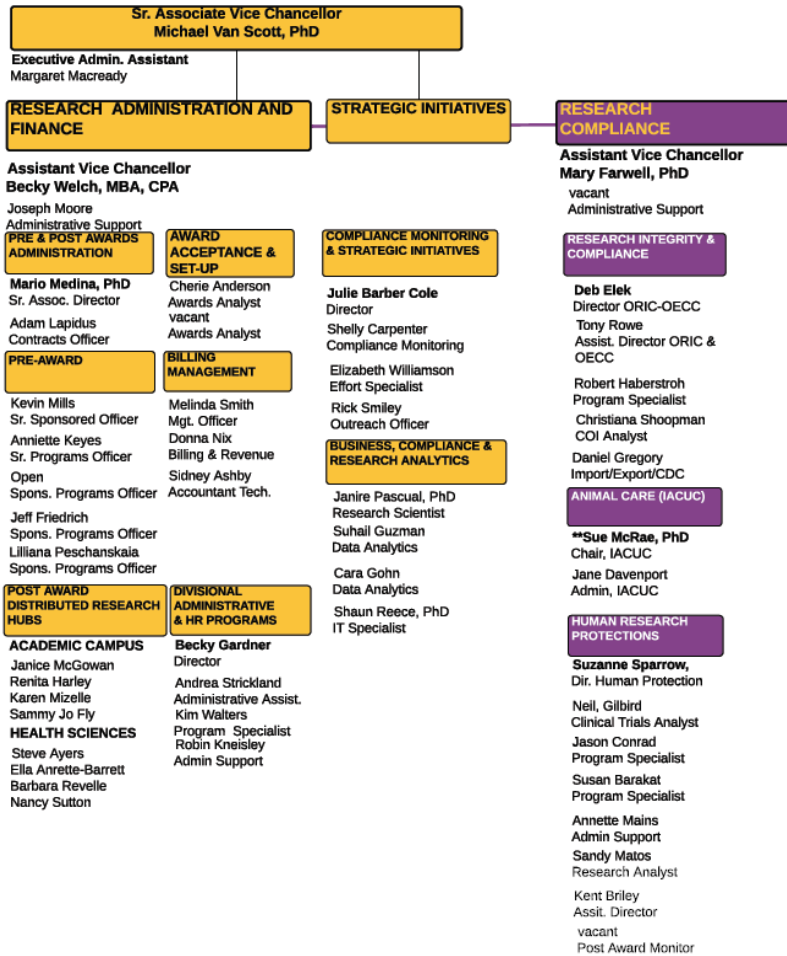 Sr. Associate Vice Chancellor
Michael Van Scott, PhD
Executive Admin. Assistant
Margaret Macready
RESEARCH ADMINISTRATION AND
FINANCE
Assistant Vice Chancellor
Becky Welch, MBA, CPA
Joseph Moore
Administrative Support
PRE & POST AWARDS
ADMINISTRATION
Mario Medina, PhD
Sr. Assoc. Director
Adam Lapidus
Contracts Officer
PRE-AWARD
Kevin Mills
Sr. Sponsored Officer
Anniette Keyes
Sr. Programs Officer
Open
Spons. Programs Officer
Jeff Friedrich
Spons. Programs Officer
Lilliana Peschanskaia
Spons. Programs Officer
POST AWARD
DISTRIBUTED RESEARCH
HUBS
ACADEMIC CAMPUS
Janice McGowan
Renita Harley
Karen Mizelle
Sammy Jo Fly
HEALTH SCIENCES
Steve Ayers
Ella Anrette-Barrett
Barbara Revelle
Nancy Sutton
AWARD
ACCEPTANCE &
SET-UP
Cherie Anderson
Awards Analyst
vacant
Awards Analyst
BILLING
MANAGEMENT
Melinda Smith
Mgt. Officer
Donna Nix
Billing & Revenue
Sidney Ashby
Accountant Tech.
DIVISIONAL
ADMINISTRATIVE
& HR PROGRAMS
Becky Gardner
Director
Andrea Strickland
Administrative Assist.
Kim Walters
Program Specialist
Robin Kneisley
Admin Support
STRATEGIC INITIATIVES
COMPLIANCE MONITORING
& STRATEGIC INITIATIVES
Julie Barber Cole
Director
Shelly Carpenter
Compliance Monitoring
Elizabeth Williamson
Effort Specialist
Rick Smiley
Outreach Officer
BUSINESS, COMPLIANCE &
RESEARCH ANALYTICS
Janire Pascual, PhD
Research Scientist
Suhail Guzman
Data Analytics
Cara Gohn
Data Analytics
Shaun Reece, PhD
IT Specialist
RESEARCH
COMPLIANCE
Assistant Vice Chancellor
Mary Farwell, PhD
vacant
Administrative Support
RESEARCH INTEGRITY &
COMPLIANCE
Deb Elek
Director ORIC-OECC
Tony Rowe
Assist. Director ORIC &
OECC
Robert Haberstroh
Program Specialist
Christiana Shoopman
COI Analyst
Daniel Gregory
Import/Export/CDC
ANIMAL CARE (IACUC)
**Sue McRae, PhD
Chair, IACUC
Jane Davenport
Admin, IACUC
HUMAN RESEARCH
PROTECTIONS
Suzanne Sparrow,
Dir. Human Protection
Neil, Gilbird
Clinical Trials Analyst
Jason Conrad
Program Specialist
Susan Barakat
Program Specialist
Annette Mains
Admin Support
Sandy Matos
Research Analyst
Kent Briley
Assit. Director
vacant
Post Award Monitor